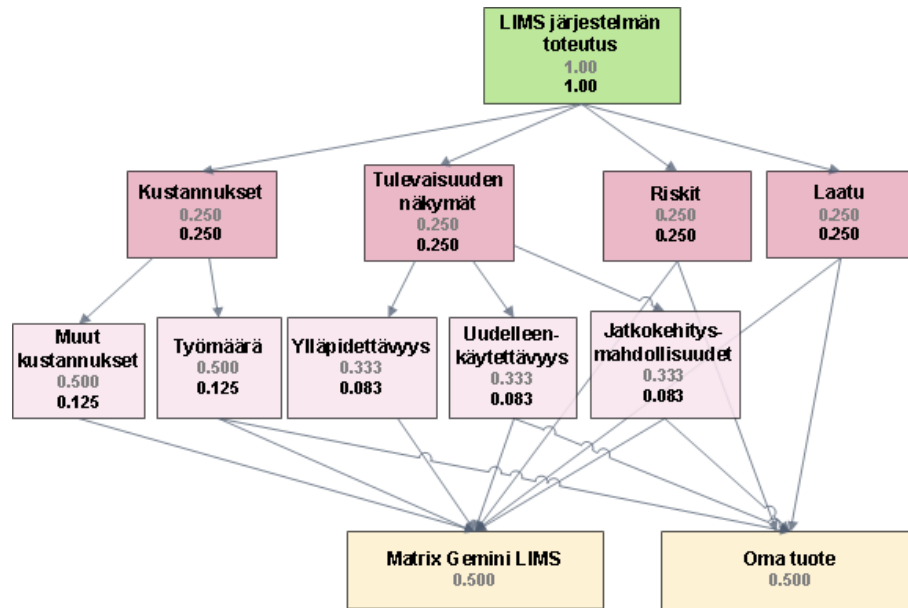 LIMS järjestelmän
toteutus
1.00
1.00
Kustannukset
0.250
0.250
Tulevaisuuden
näkymät
0.250
0.250
Riskit
0.250
0.250
Laatu
0.250
0.250
Muut
kustannukset
0.500
0.125
Työmäärä
0.500
0.125
Ylläpidettävyys
0.333
0.083
Uudelleen-
käytettävyys
0.333
0.083
Jatkokehitys-
mahdollisuudet
0.333
0.083
Matrix Gemini LIMS
0.500
Oma tuote
0.500